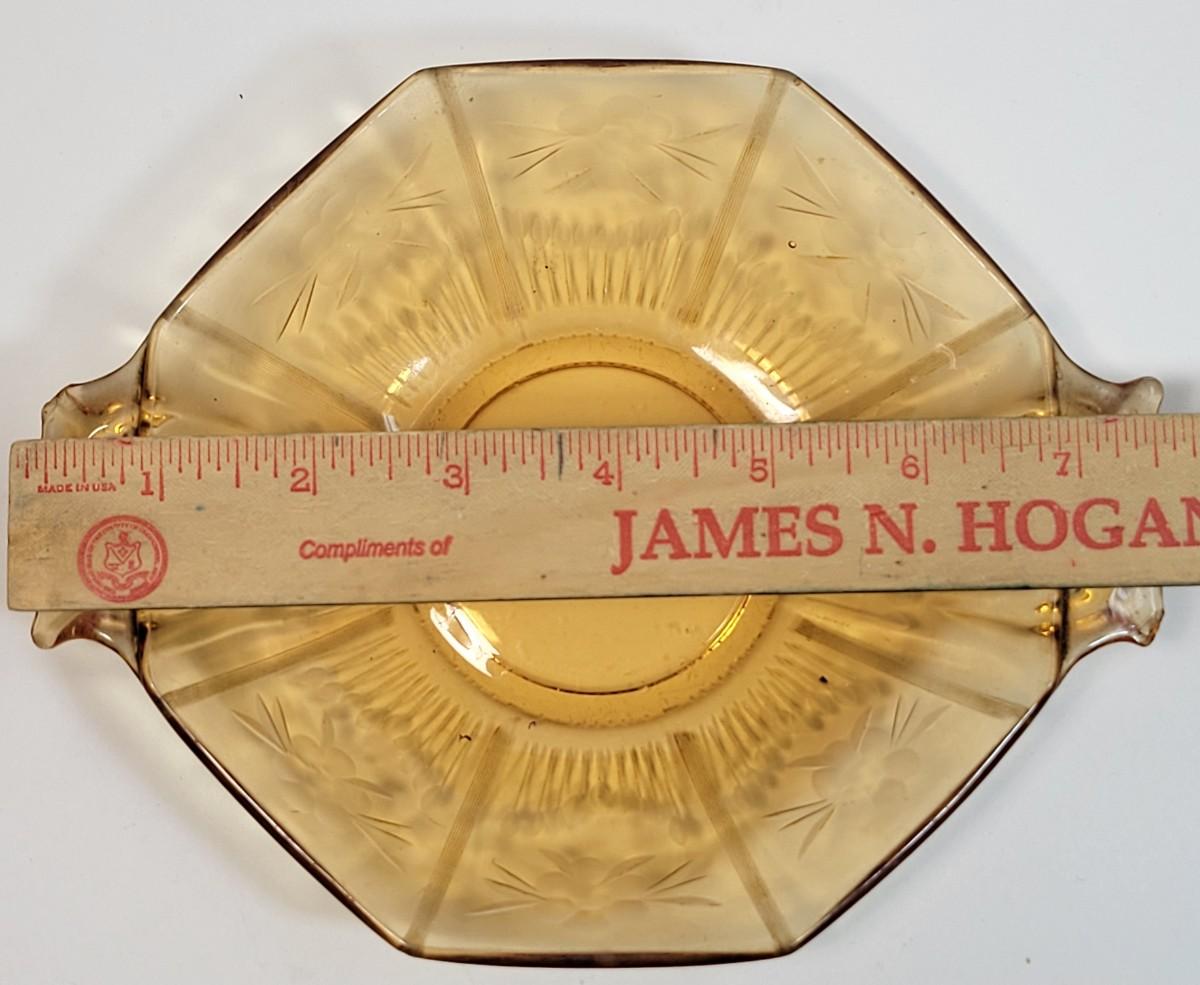 1 2 3 4 5 6 7
MADE IN USA
Compliments of JAMES N. HOGAN